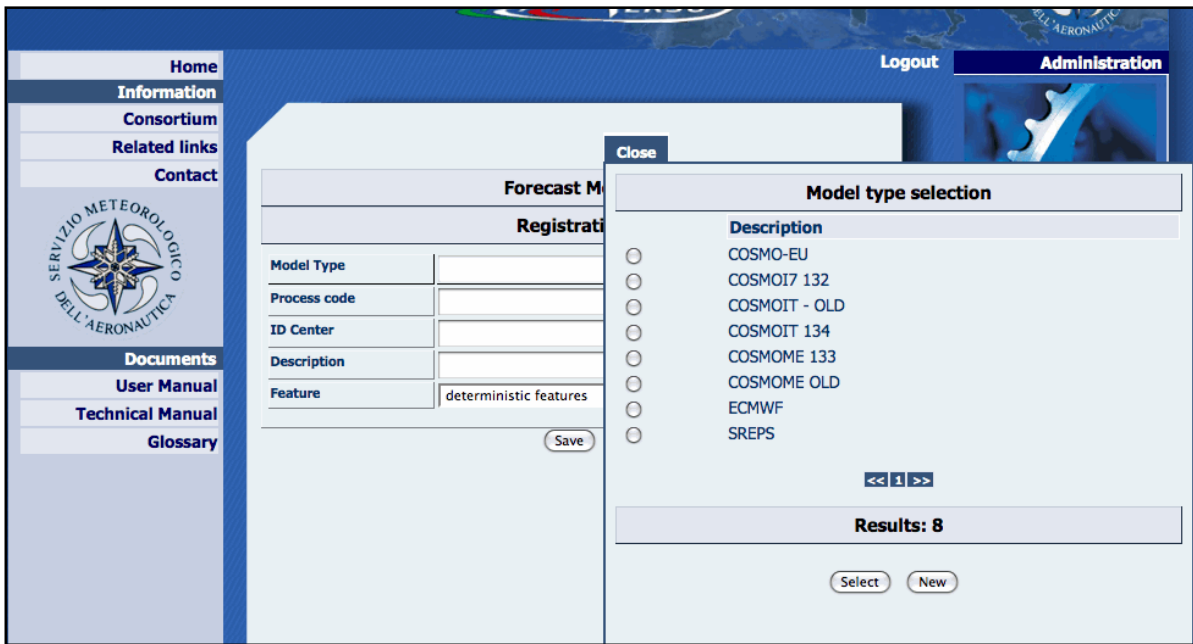 DELL'AERONAUTICA
Home
Information
Consortium
Related links
Contact
SERVIZIO METEOROLOGICO
DELL'AERONAUTICA
Documents
User Manual
Technical Manual
Glossary
Logout
Administration
Forecast M
Registrati
Model Type
Process code
ID Center
Description
Feature
deterministic features
Save
Close
Model type selection
Description
COSMO-EU
COSMOI7 132
COSMOIT - OLD
COSMOIT 134
COSMOME 133
COSMOME OLD
ECMWF
SREPS
<< 1 >>
Results: 8
Select New